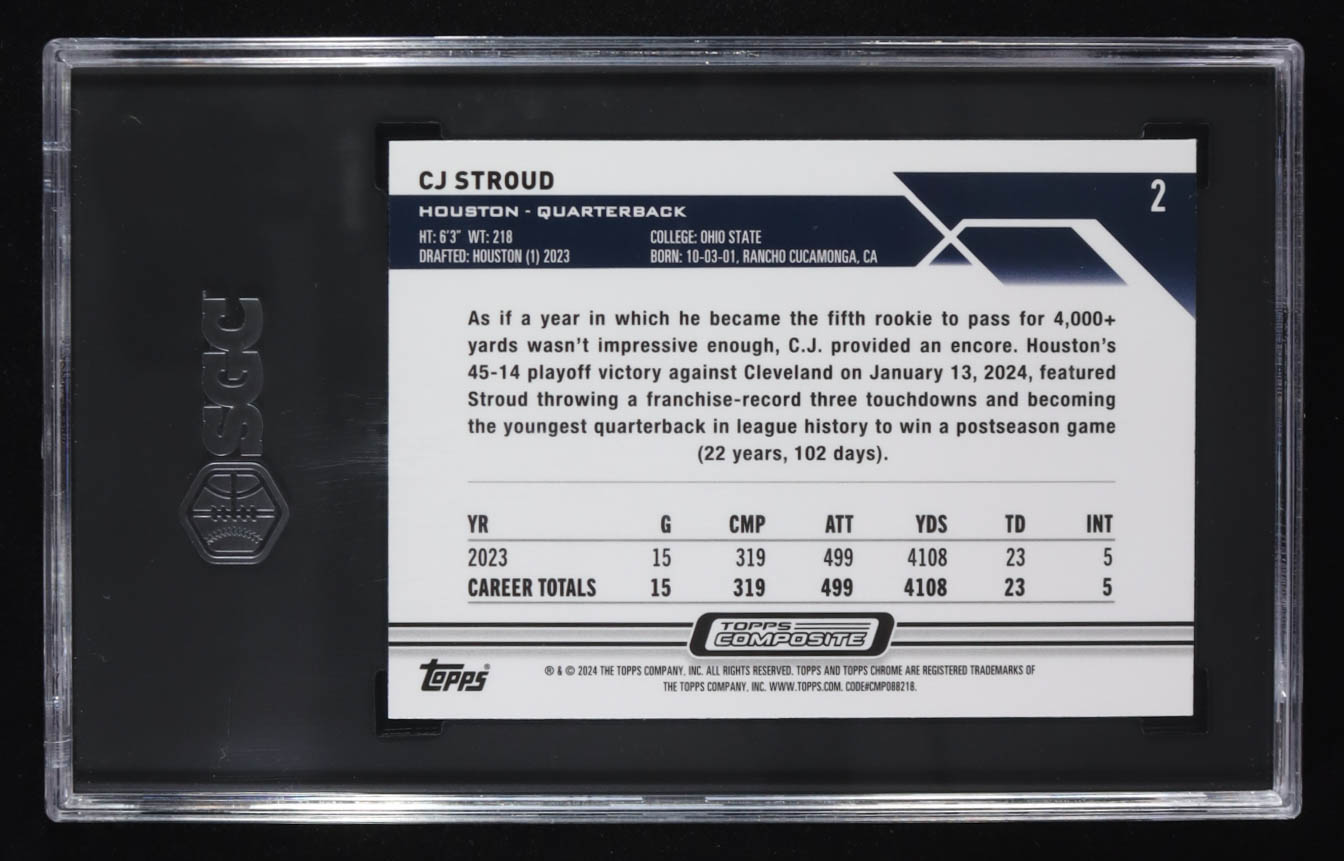 SGC
CJ STROUD
2
HOUSTON - QUARTERBACK
HT: 6'3" WT: 218 COLLEGE: OHIO STATE
DRAFTED: HOUSTON (1) 2023 BORN: 10-03-01, RANCHO CUCAMONGA, CA
As if a year in which he became the fifth rookie to pass for 4,000+
yards wasn't impressive enough, C.J. provided an encore. Houston's
45-14 playoff victory against Cleveland on January 13, 2024, featured
Stroud throwing a franchise-record three touchdowns and becoming
the youngest quarterback in league history to win a postseason game
(22 years, 102 days).
YR G CMP ATT YDS TD INT
2023 15 319 499 4108 23 5
CAREER TOTALS 15 319 499 4108 23 5
TOPPS
COMPOSITE
Topps®
® & © 2024 THE TOPPS COMPANY, INC. ALL RIGHTS RESERVED. TOPPS AND TOPPS CHROME ARE REGISTERED TRADEMARKS OF
THE TOPPS COMPANY, INC. WWW.TOPPS.COM. CODE#CMP088218.